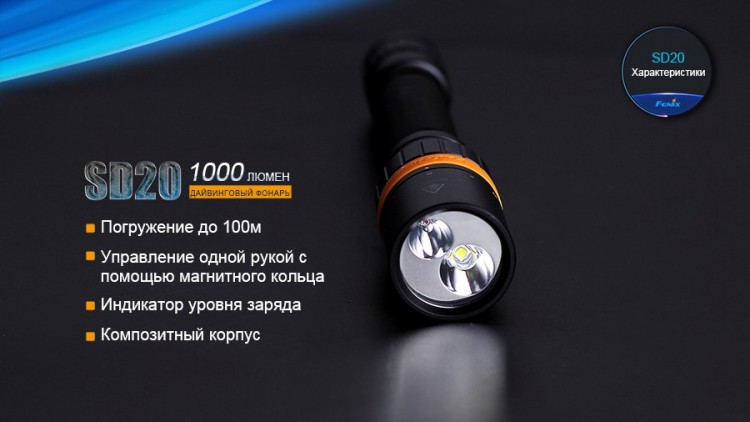 SD20
Характеристики
FENIX
SD20 1000 ЛЮМЕН
ДАЙВИНГОВЫЙ ФОНАРЬ
Погружение до 100м
Управление одной рукой с
помощью магнитного кольца
Индикатор уровня заряда
Композитный корпус